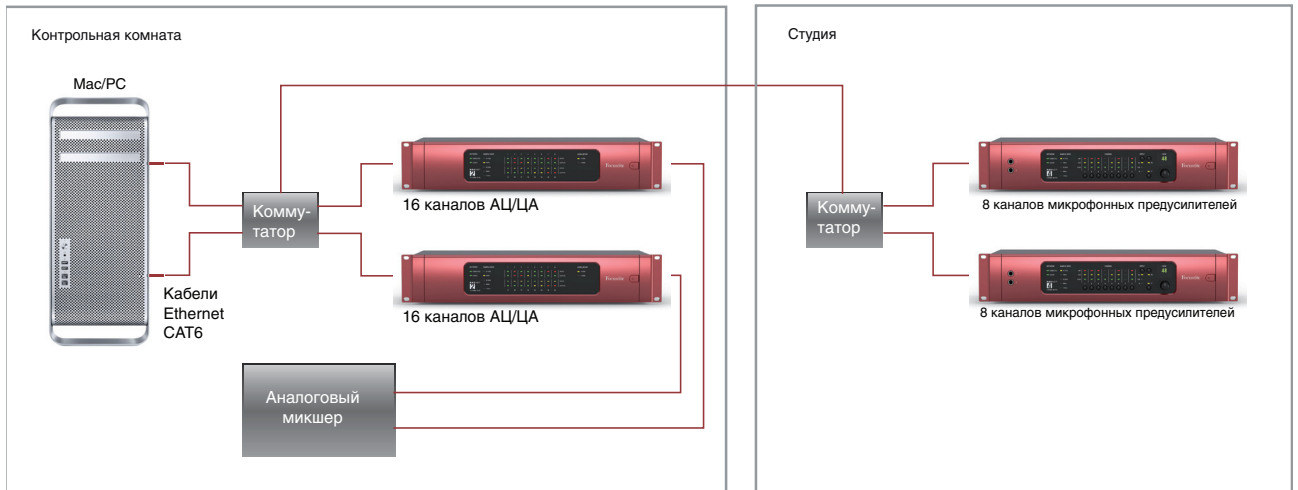 Контрольная комната
Mac/PC
Комму-
татор
Кабели
Ethernet
CAT6
16 каналов АЦ/ЦА
16 каналов АЦ/ЦА
Аналоговый
микшер
Студия
Комму-
татор
8 каналов микрофонных предусилителей
8 каналов микрофонных предусилителей